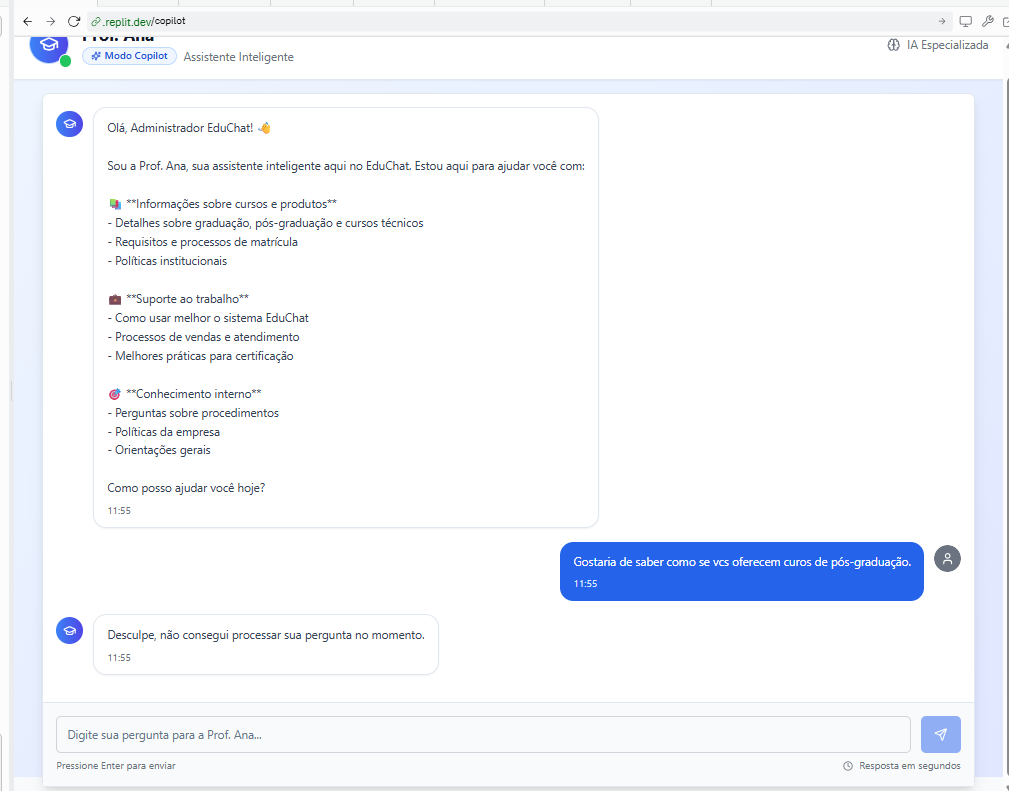 .replit.dev/copilot
Prof. Ana
Modo Copilot
Assistente Inteligente
IA Especializada
Olá, Administrador EduChat! 👋
Sou a Prof. Ana, sua assistente inteligente aqui no EduChat. Estou aqui para ajudar você com:
📚 **Informações sobre cursos e produtos**
- Detalhes sobre graduação, pós-graduação e cursos técnicos
- Requisitos e processos de matrícula
- Políticas institucionais
💼 **Suporte ao trabalho**
- Como usar melhor o sistema EduChat
- Processos de vendas e atendimento
- Melhores práticas para certificação
🎯 **Conhecimento interno**
- Perguntas sobre procedimentos
- Políticas da empresa
- Orientações gerais
Como posso ajudar você hoje?
11:55
Gostaria de saber como se vcs oferecem curos de pós-graduação.
11:55
Desculpe, não consegui processar sua pergunta no momento.
11:55
Digite sua pergunta para a Prof. Ana...
Pressione Enter para enviar
Resposta em segundos